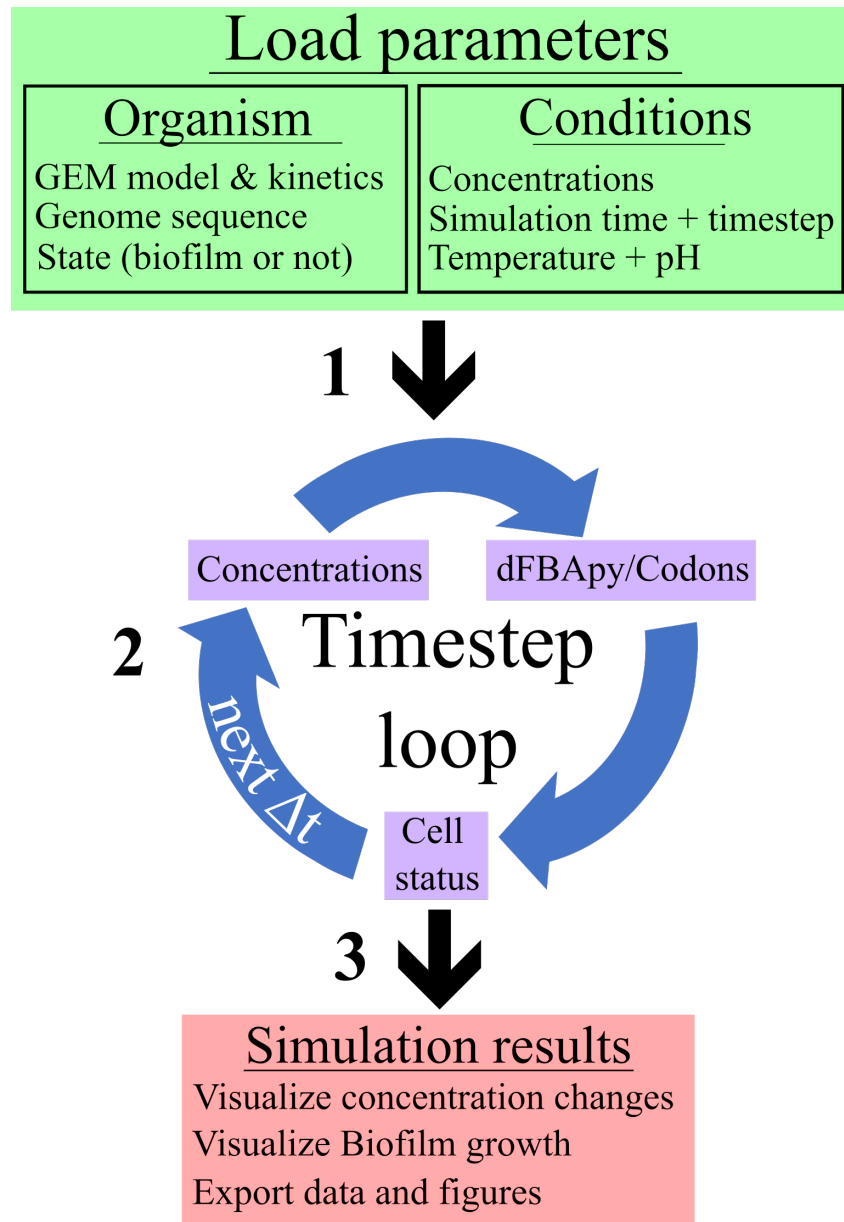 Load parameters
Organism
GEM model & kinetics
Genome sequence
State (biofilm or not)
Conditions
Concentrations
Simulation time + timestep
Temperature + pH
1
Concentrations
dFBApy/Codons
2
Timestep
loop
next Δt
Cell
status
3
Simulation results
Visualize concentration changes
Visualize Biofilm growth
Export data and figures